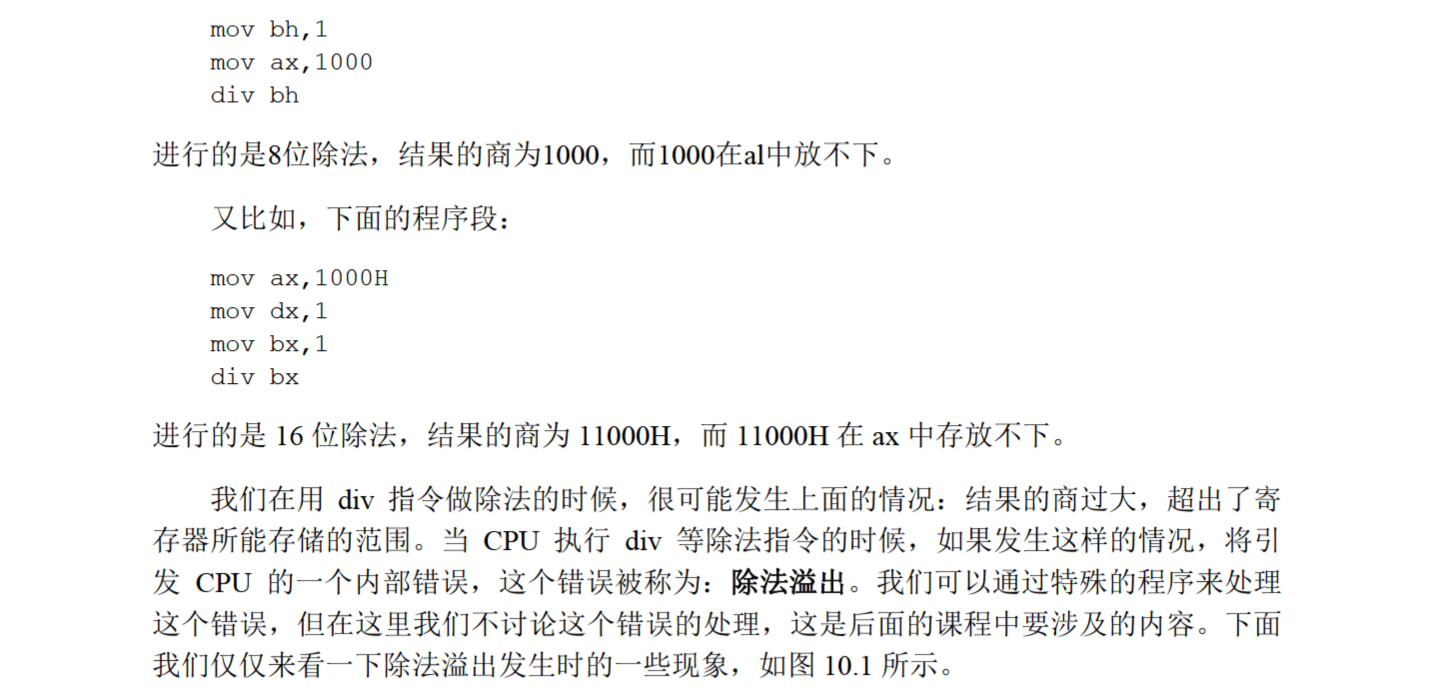 mov bh,1
mov ax,1000
div bh
进行的是8位除法，结果的商为1000，而1000在al中放不下。
又比如，下面的程序段：
mov ax,1000H
mov dx,1
mov bx,1
div bx
进行的是 16 位除法，结果的商为 11000H，而 11000H 在 ax 中存放不下。
我们在用 div 指令做除法的时候，很可能发生上面的情况：结果的商过大，超出了寄
存器所能存储的范围。当 CPU 执行 div 等除法指令的时候，如果发生这样的情况，将引
发 CPU 的一个内部错误，这个错误被称为：除法溢出。我们可以通过特殊的程序来处理
这个错误，但在这里我们不讨论这个错误的处理，这是后面的课程中要涉及的内容。下面
我们仅仅来看一下除法溢出发生时的一些现象，如图 10.1 所示。